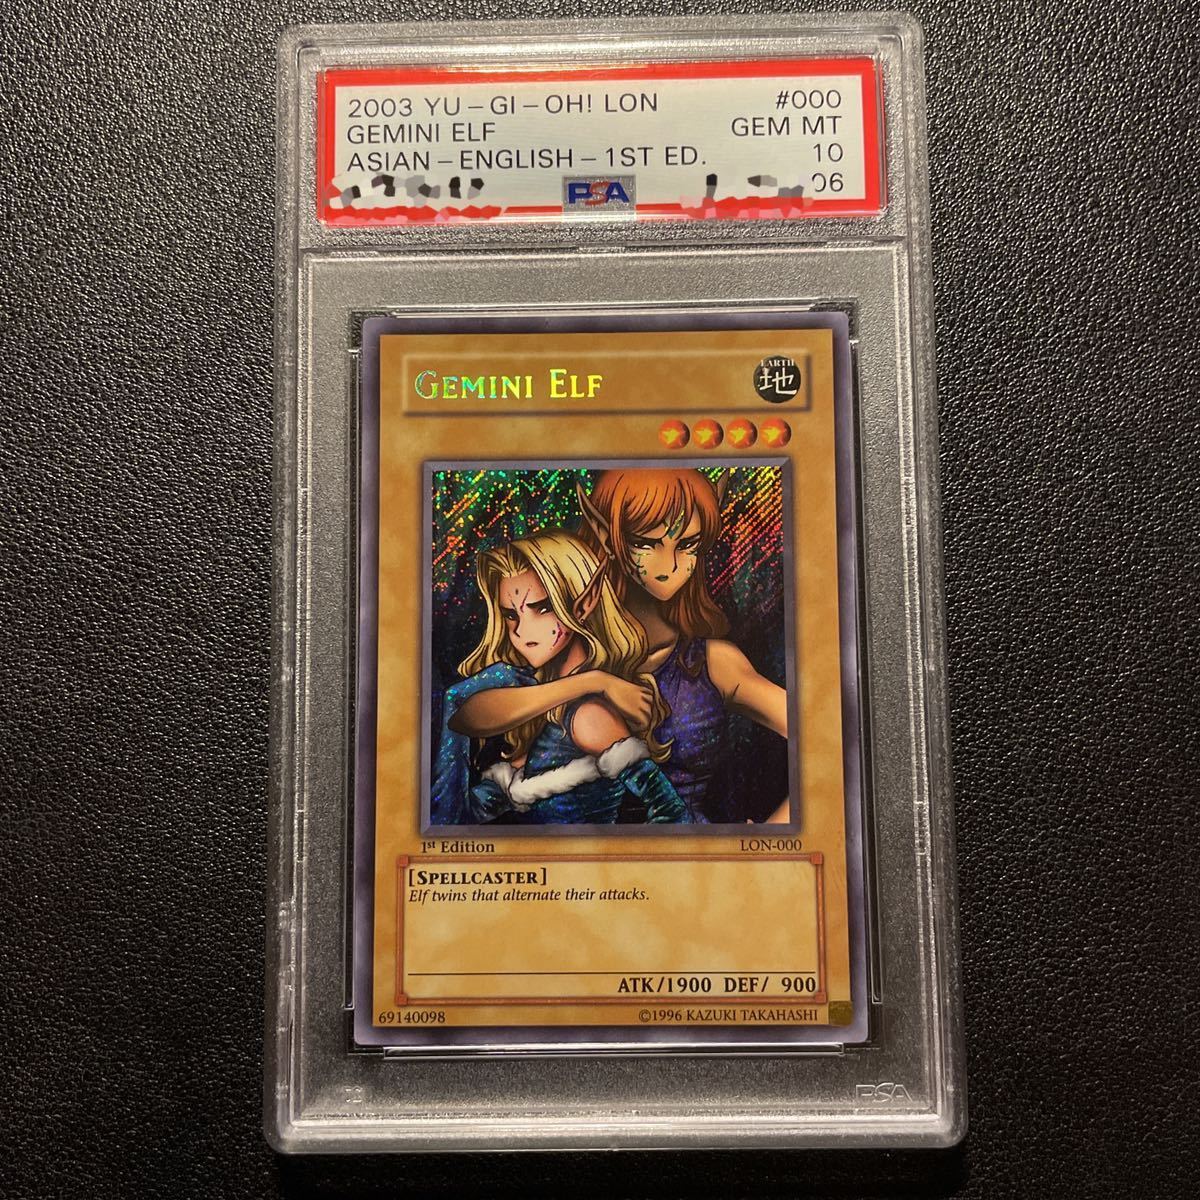 2003 YU-GI-OH! LON #000
GEMINI ELF GEM MT
ASIAN-ENGLISH-1ST ED. 10
PSA 06
GEMINI ELF
EARTH
地
1st Edition LON-000
[SPELLCASTER]
Elf twins that alternate their attacks.
ATK/1900 DEF/ 900
69140098 ©1996 KAZUKI TAKAHASHI
PSA